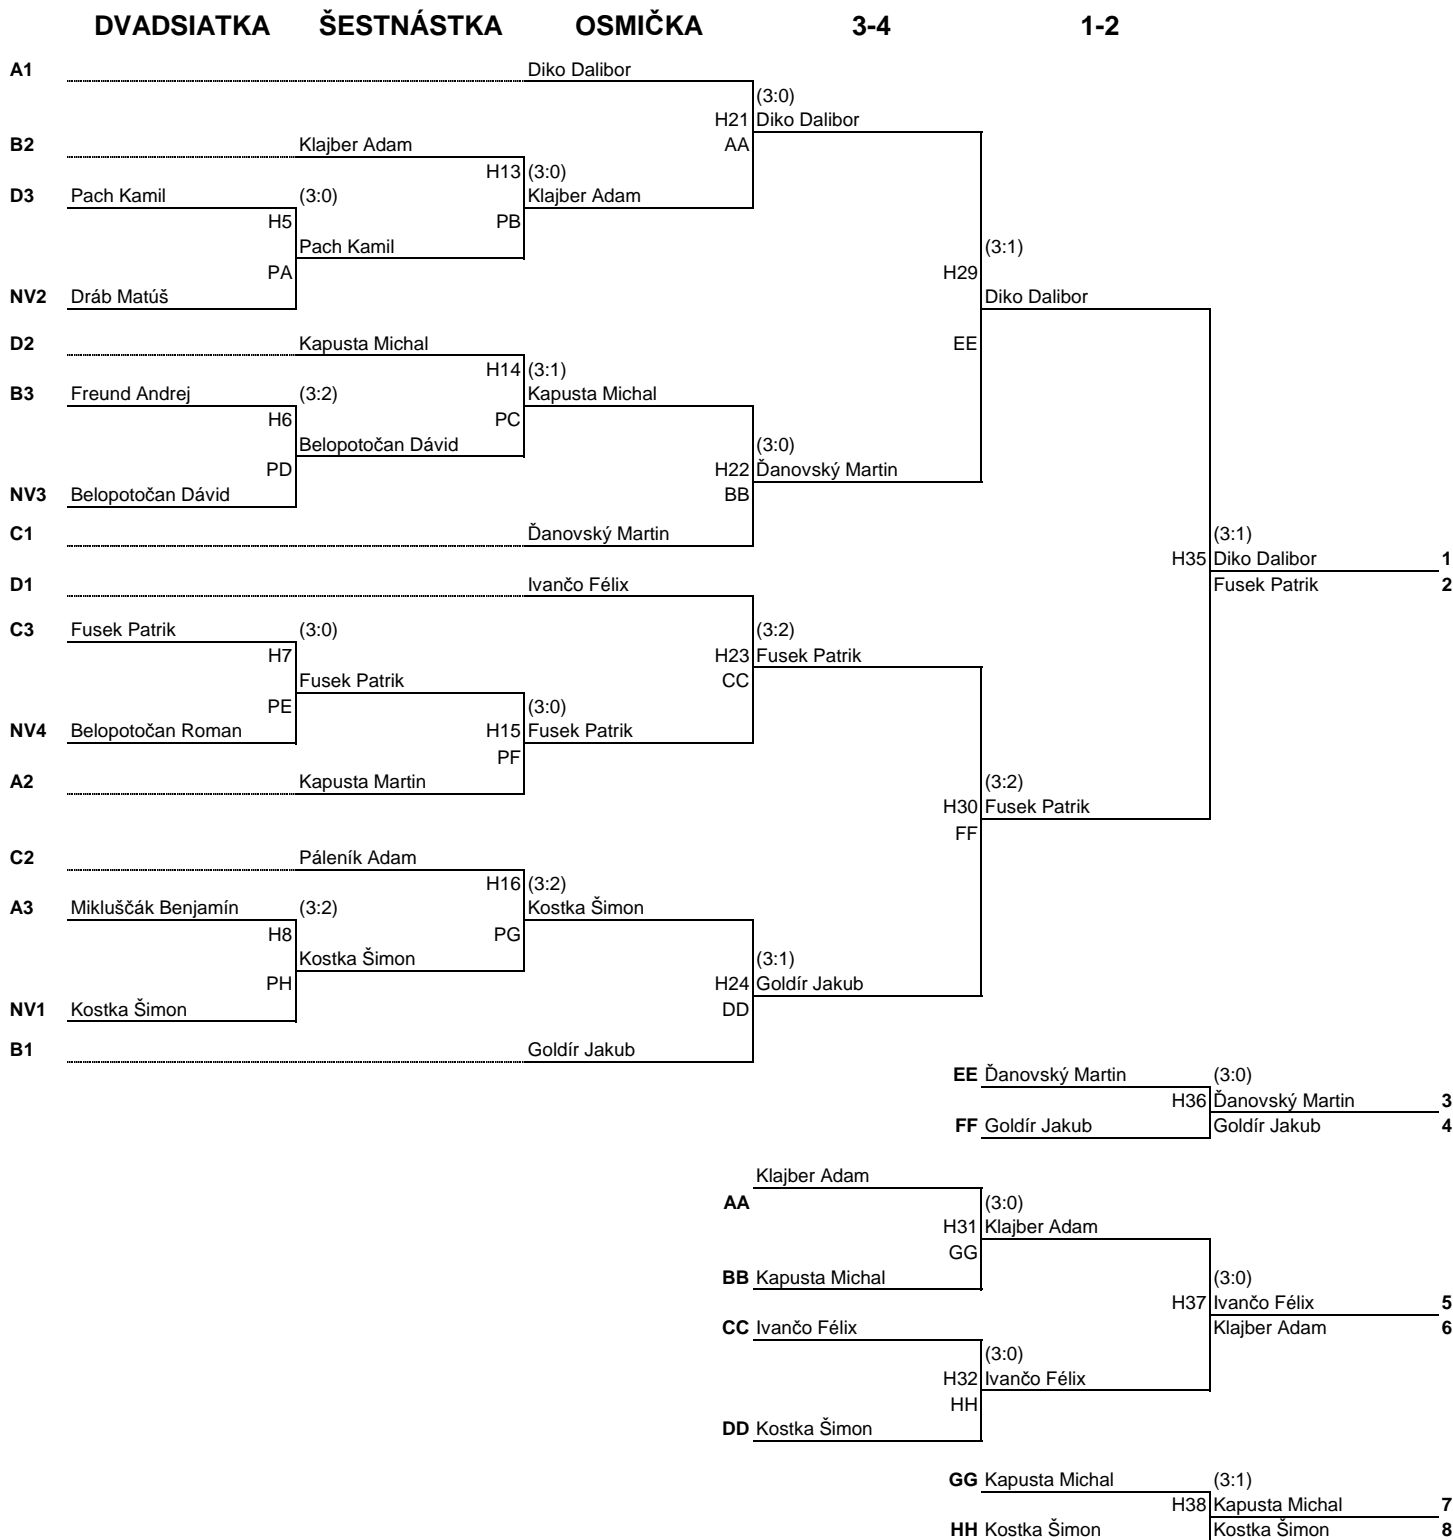 DVADSIATKA ŠESTNÁSTKA OSMIČKA 3-4 1-2
A1 Diko Dalibor
(3:0)
H21 Diko Dalibor
B2 Klajber Adam AA
H13 (3:0)
D3 Pach Kamil (3:0) Klajber Adam
H5 PB
Pach Kamil (3:1)
PA H29
NV2 Dráb Matúš Diko Dalibor
D2 Kapusta Michal EE
H14 (3:1)
B3 Freund Andrej (3:2) Kapusta Michal
H6 PC
Belopotočan Dávid (3:0)
PD H22 Ďanovský Martin
NV3 Belopotočan Dávid BB
C1 Ďanovský Martin (3:1)
H35 Diko Dalibor 1
D1 Ivančo Félix Fusek Patrik 2
C3 Fusek Patrik (3:0) (3:2)
H7 H23 Fusek Patrik
Fusek Patrik CC
PE (3:0)
NV4 Belopotočan Roman H15 Fusek Patrik
PF
A2 Kapusta Martin (3:2)
H30 Fusek Patrik
FF
C2 Páleník Adam
H16 (3:2)
A3 Mikluščák Benjamín (3:2) Kostka Šimon
H8 PG
Kostka Šimon (3:1)
PH H24 Goldír Jakub
NV1 Kostka Šimon DD
B1 Goldír Jakub
EE Ďanovský Martin (3:0)
H36 Ďanovský Martin 3
FF Goldír Jakub Goldír Jakub 4
Klajber Adam
AA (3:0)
H31 Klajber Adam
GG
BB Kapusta Michal (3:0)
H37 Ivančo Félix 5
CC Ivančo Félix Klajber Adam 6
(3:0)
H32 Ivančo Félix
HH
DD Kostka Šimon
GG Kapusta Michal (3:1)
H38 Kapusta Michal 7
HH Kostka Šimon Kostka Šimon 8